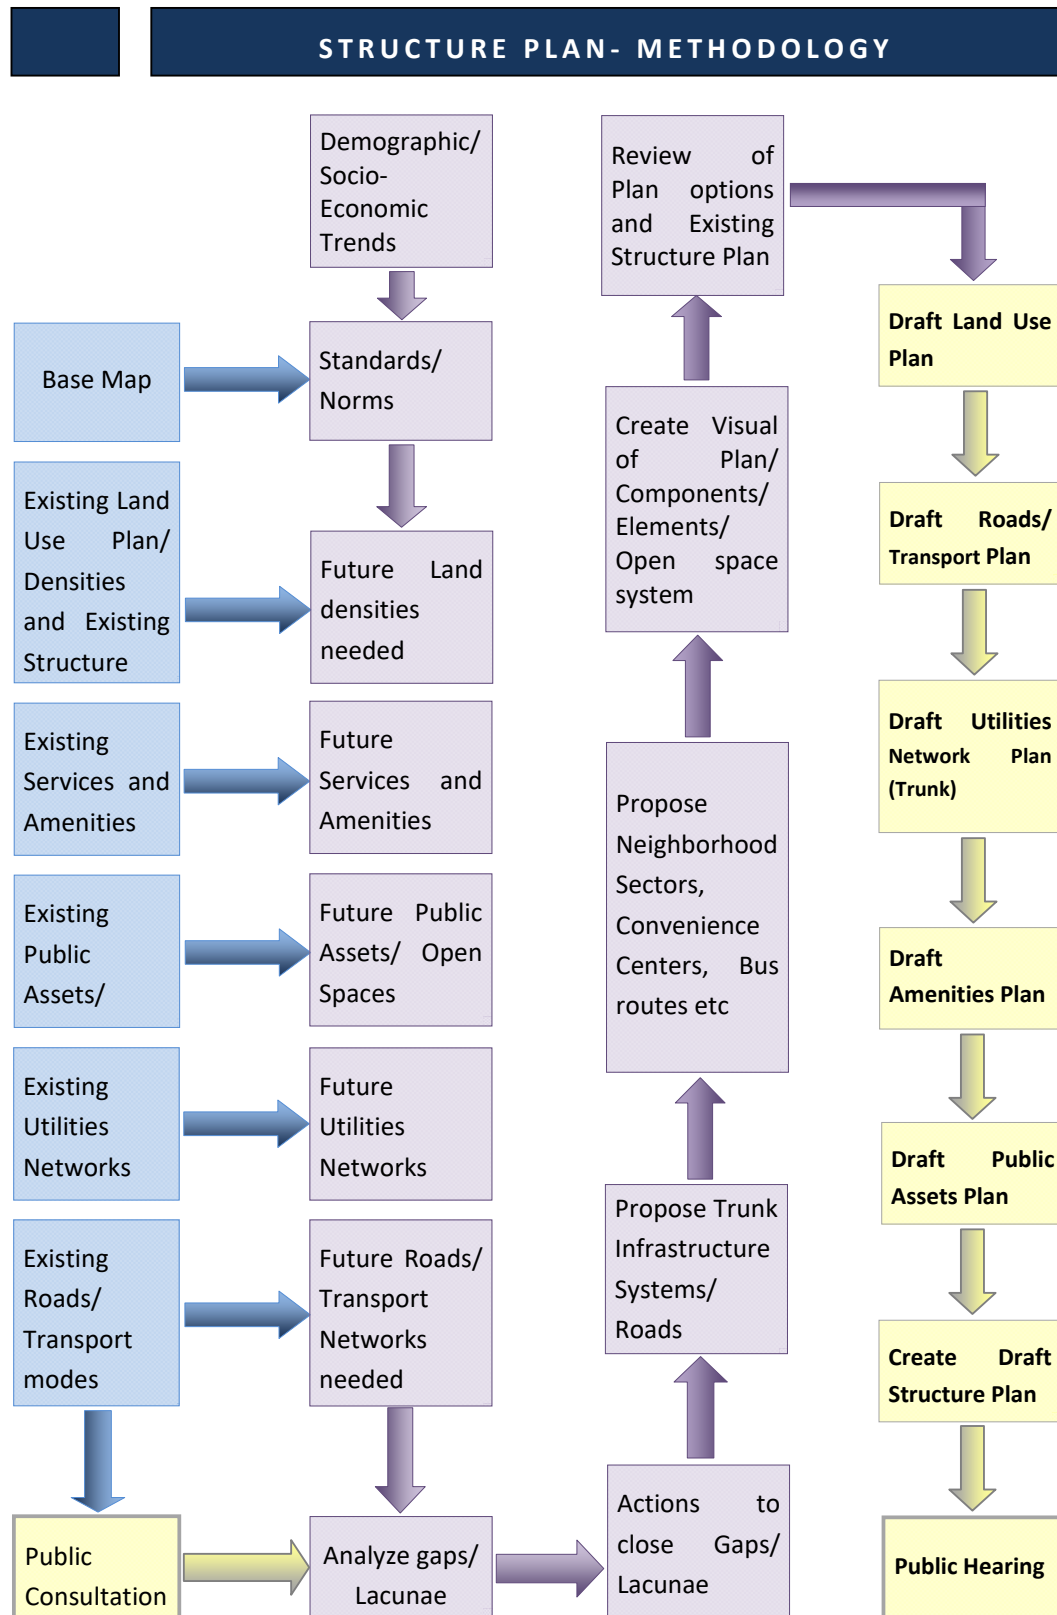 STRUCTURE PLAN- METHODOLOGY
Demographic/
Socio-
Economic
Trends
Standards/
Norms
Base Map
Existing Land
Use Plan/
Densities
and Existing
Structure
Future Land
densities
needed
Existing
Services and
Amenities
Future
Services and
Amenities
Existing
Public
Assets/
Future Public
Assets/ Open
Spaces
Existing
Utilities
Networks
Future
Utilities
Networks
Existing
Roads/
Transport
modes
Future Roads/
Transport
Networks
needed
Public
Consultation
Analyze gaps/
Lacunae
Actions to
close Gaps/
Lacunae
Propose Trunk
Infrastructure
Systems/
Roads
Propose
Neighborhood
Sectors,
Convenience
Centers, Bus
routes etc
Create Visual
of Plan/
Components/
Elements/
Open space
system
Review of
Plan options
and Existing
Structure Plan
Draft Land Use
Plan
Draft Roads/
Transport Plan
Draft Utilities
Network Plan
(Trunk)
Draft
Amenities Plan
Draft Public
Assets Plan
Create Draft
Structure Plan
Public Hearing